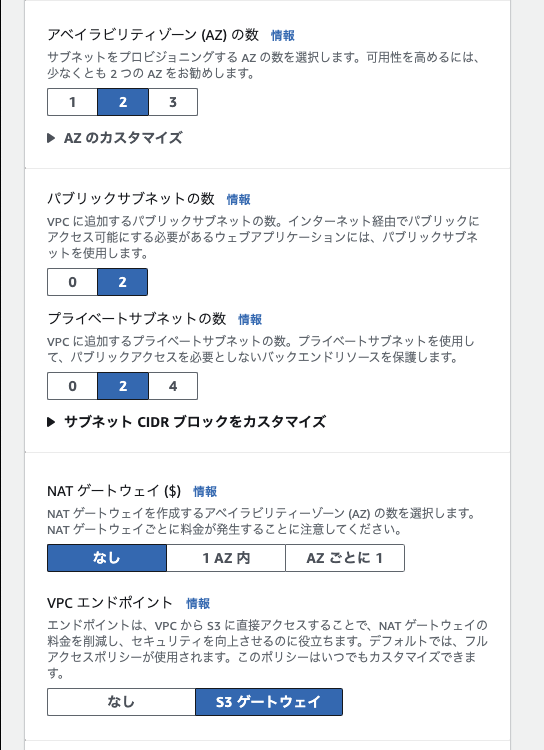 アベイラビリティゾーン (AZ) の数 情報
サブネットをプロビジョニングする AZ の数を選択します。可用性を高めるには、
少なくとも 2 つの AZ をお勧めします。
1 2 3
▶ AZ のカスタマイズ
パブリックサブネットの数 情報
VPC に追加するパブリックサブネットの数。インターネット経由でパブリックに
アクセス可能にする必要があるウェブアプリケーションには、パブリックサブネ
ットを使用します。
0 2
プライベートサブネットの数 情報
VPC に追加するプライベートサブネットの数。プライベートサブネットを使用し
て、パブリックアクセスを必要としないバックエンドリソースを保護します。
0 2 4
▶ サブネット CIDR ブロックをカスタマイズ
NAT ゲートウェイ ($) 情報
NAT ゲートウェイを作成するアベイラビリティーゾーン (AZ) の数を選択します。
NAT ゲートウェイごとに料金が発生することに注意してください。
なし 1 AZ 内 AZ ごとに 1
VPC エンドポイント 情報
エンドポイントは、VPC から S3 に直接アクセスすることで、NAT ゲートウェイの
料金を削減し、セキュリティを向上させるのに役立ちます。デフォルトでは、フル
アクセスポリシーが使用されます。このポリシーはいつでもカスタマイズできま
す。
なし S3 ゲートウェイ